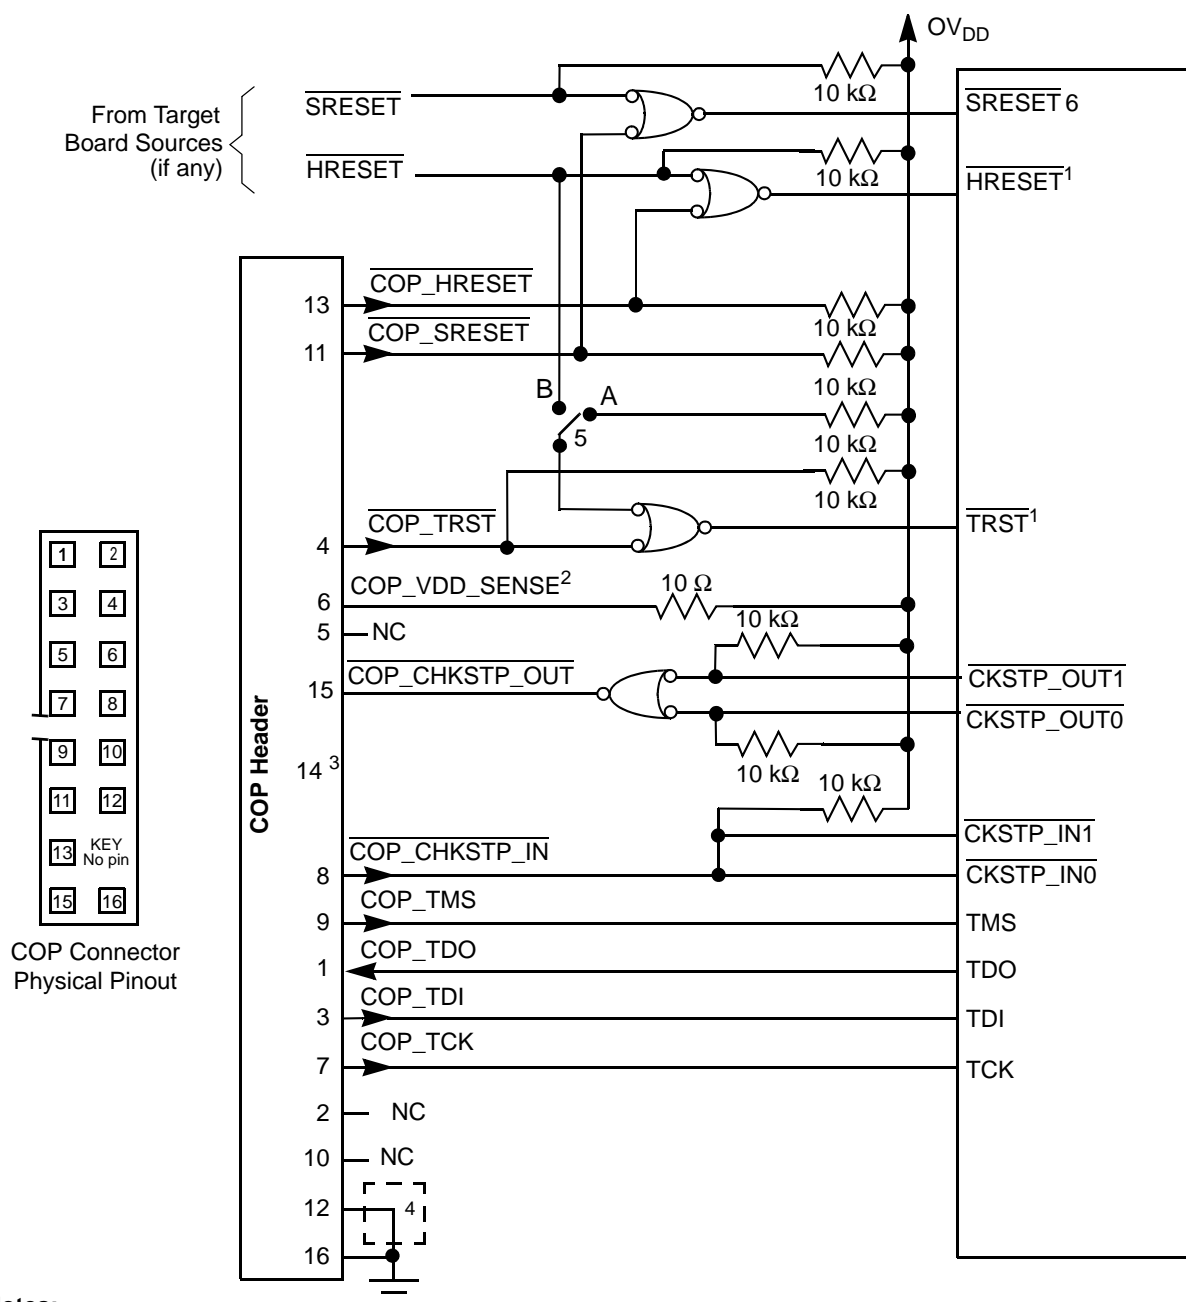 OVDD
10 kΩ
From Target
Board Sources
(if any)
SRESET
SRESET 6
HRESET
10 kΩ
HRESET1
COP_HRESET
13
10 kΩ
COP_SRESET
11
10 kΩ
B
A
5
10 kΩ
10 kΩ
COP_TRST
4
TRST1
COP_VDD_SENSE2
6
10 Ω
5
NC
10 kΩ
COP_CHKSTP_OUT
15
CKSTP_OUT1
CKSTP_OUT0
14 3
10 kΩ
10 kΩ
CKSTP_IN1
COP_CHKSTP_IN
8
CKSTP_IN0
COP_TMS
9
TMS
COP_TDO
1
TDO
COP_TDI
3
TDI
COP_TCK
7
TCK
2
NC
10
NC
12
4
16
COP Header
1 2
3 4
5 6
7 8
9 10
11 12
13 KEY
No pin
15 16
COP Connector
Physical Pinout